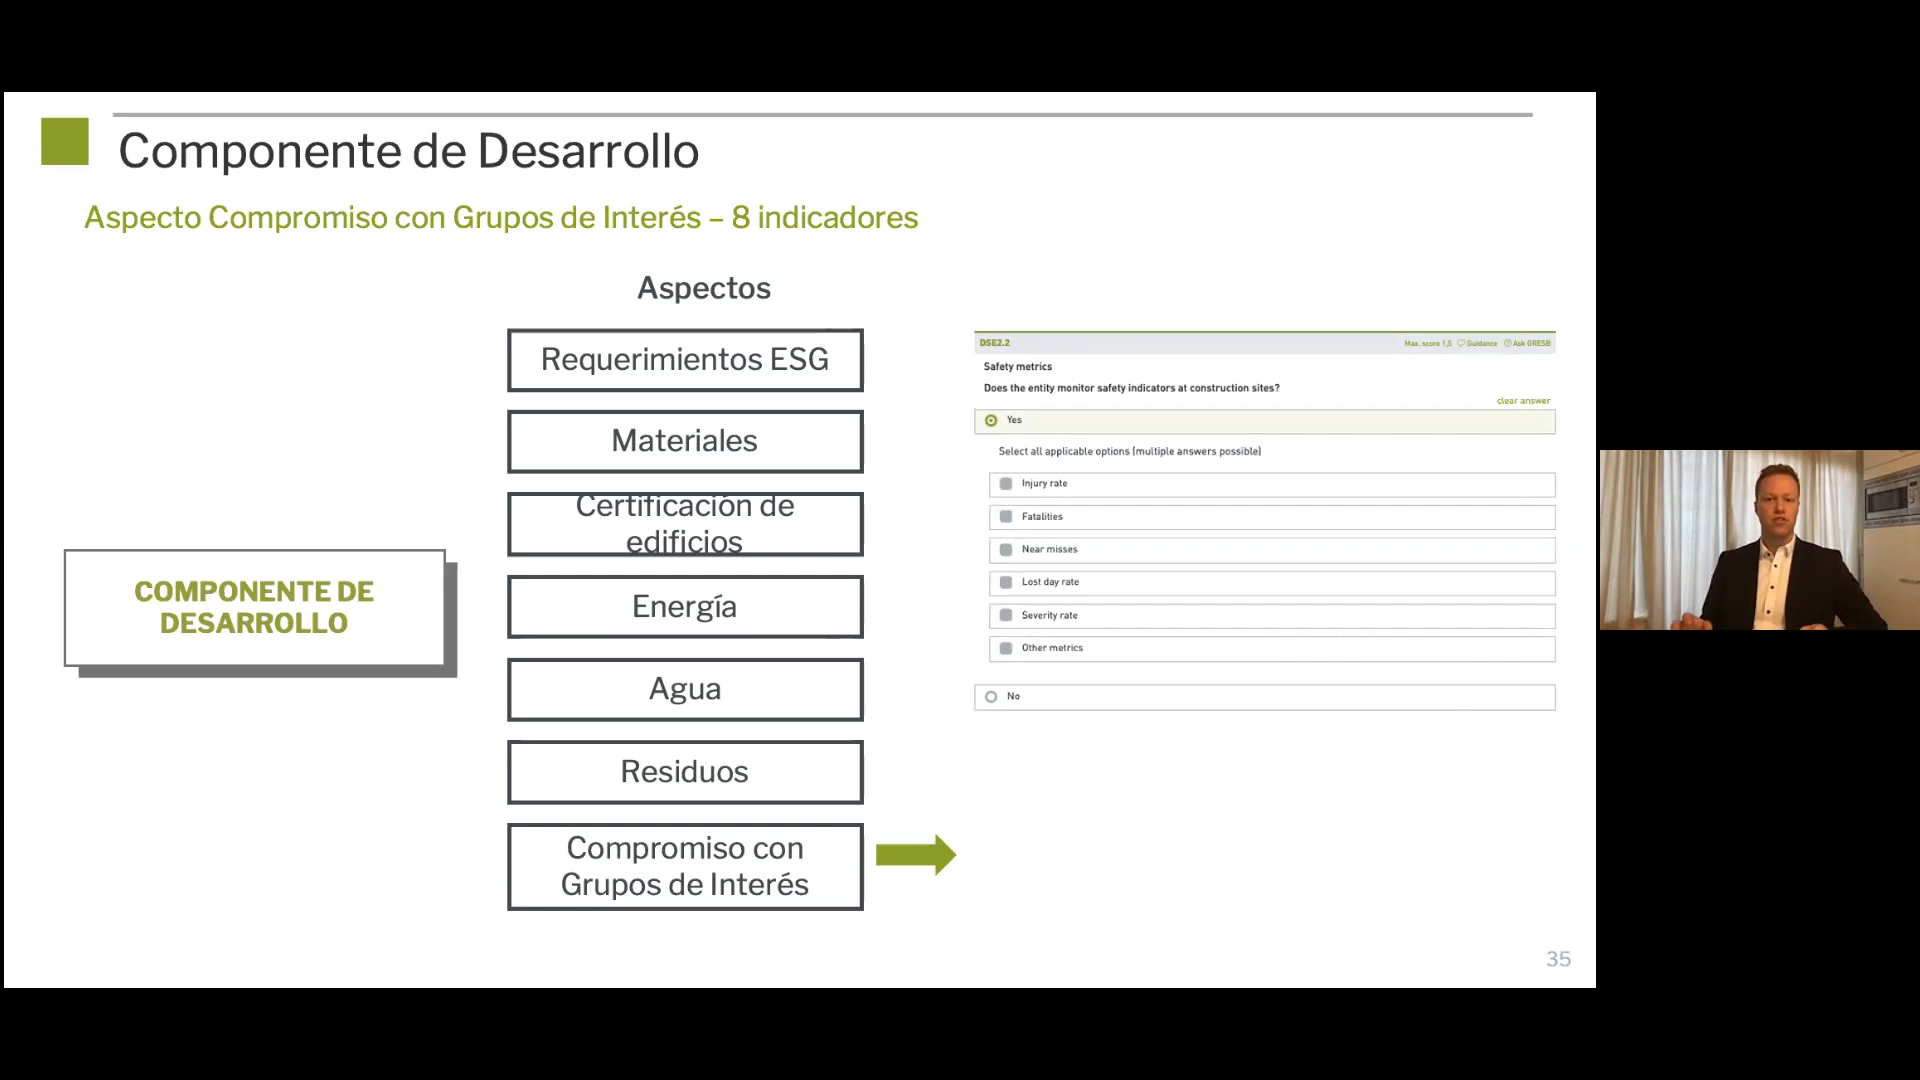 Componente de Desarrollo
Aspecto Compromiso con Grupos de Interés – 8 indicadores
Aspectos
Requerimientos ESG
Materiales
Certificación de
edificios
Energía
Agua
Residuos
Compromiso con
Grupos de Interés
COMPONENTE DE
DESARROLLO
DSE2.2
Max. score 1,5 Guidance Ask GRESB
Safety metrics
Does the entity monitor safety indicators at construction sites?
clear answer
Yes
Select all applicable options (multiple answers possible)
Injury rate
Fatalities
Near misses
Lost day rate
Severity rate
Other metrics
No
35